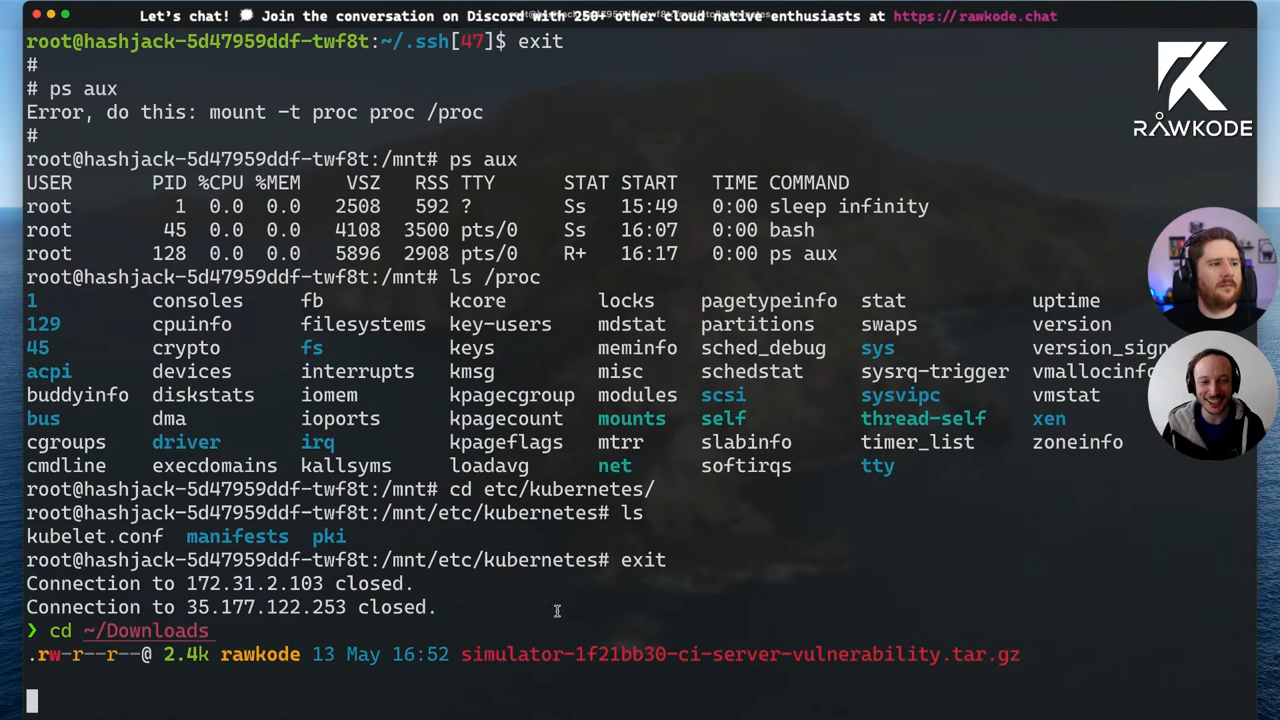 Let's chat! Join the conversation on Discord with 250+ other cloud native enthusiasts at https://rawkode.chat
RAWKODE
root@hashjack-5d47959ddf-twf8t:~/.ssh[47]$ exit
#
# ps aux
Error, do this: mount -t proc proc /proc
#
root@hashjack-5d47959ddf-twf8t:/mnt# ps aux
USER PID %CPU %MEM VSZ RSS TTY STAT START TIME COMMAND
root 1 0.0 0.0 2508 592 ? Ss 15:49 0:00 sleep infinity
root 45 0.0 0.0 4108 3500 pts/0 Ss 16:07 0:00 bash
root 128 0.0 0.0 5896 2908 pts/0 R+ 16:17 0:00 ps aux
root@hashjack-5d47959ddf-twf8t:/mnt# ls /proc
1 consoles fb kcore locks pagetypeinfo stat uptime
129 cpuinfo filesystems key-users mdstat partitions swaps version
45 crypto fs keys meminfo sched_debug sys version_sign
acpi devices interrupts kmsg misc schedstat sysrq-trigger vmallocinfo
buddyinfo diskstats iomem kpagecgroup modules scsi sysvipc vmstat
bus dma ioports kpagecount mounts self thread-self xen
cgroups driver irq kpageflags mtrr slabinfo timer_list zoneinfo
cmdline execdomains kallsyms loadavg net softirqs tty
root@hashjack-5d47959ddf-twf8t:/mnt# cd etc/kubernetes/
root@hashjack-5d47959ddf-twf8t:/mnt/etc/kubernetes# ls
kubelet.conf manifests pki
root@hashjack-5d47959ddf-twf8t:/mnt/etc/kubernetes# exit
Connection to 172.31.2.103 closed.
Connection to 35.177.122.253 closed.
❯ cd ~/Downloads
.rw-r--r--@ 2.4k rawkode 13 May 16:52 simulator-1f21bb30-ci-server-vulnerability.tar.gz